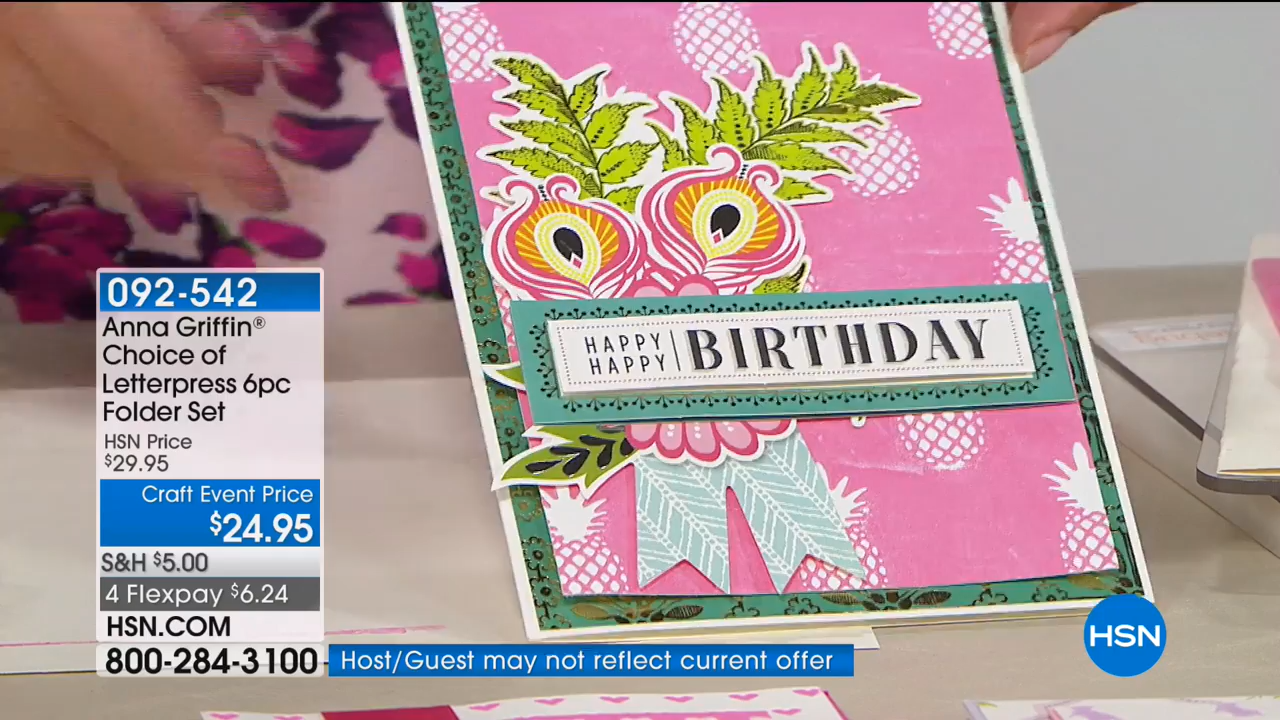 092-542
Anna Griffin®
Choice of
Letterpress 6pc
Folder Set
HSN Price
$29.95
Craft Event Price
$24.95
S&H $5.00
4 Flexpay $6.24
HSN.COM
800-284-3100
Host/Guest may not reflect current offer
HAPPY
HAPPY
BIRTHDAY
HSN